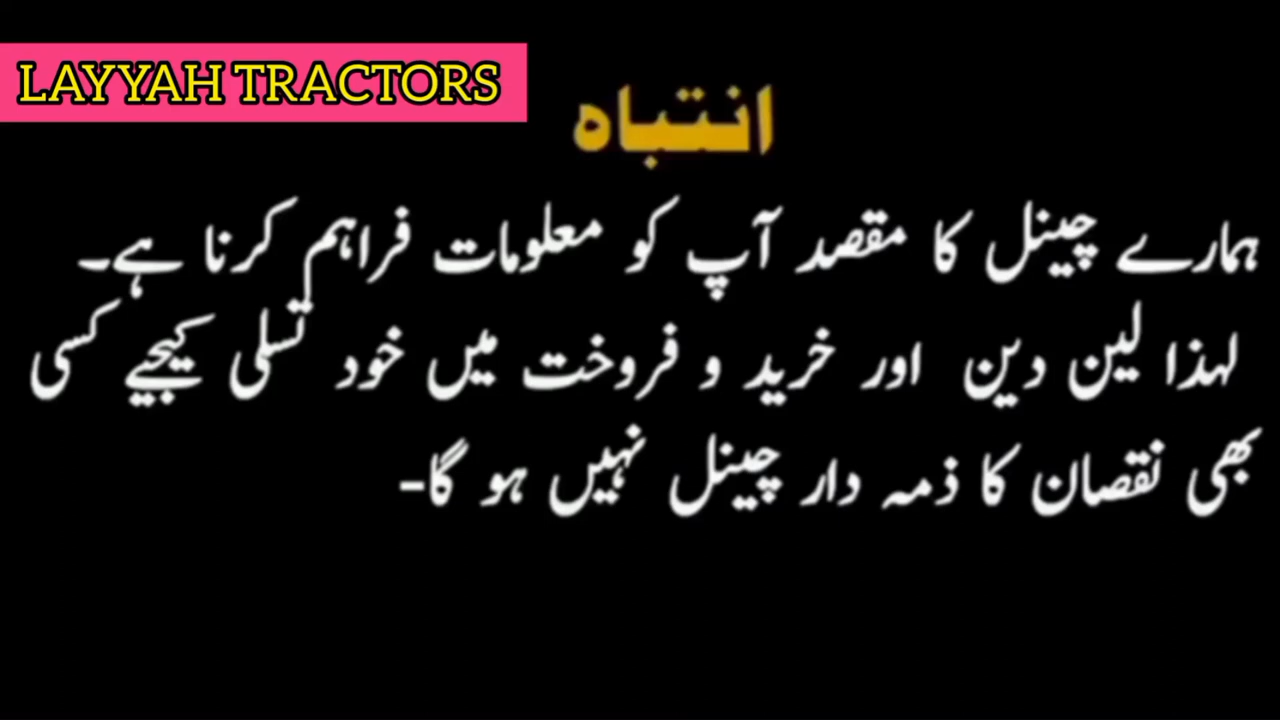 LAYYAH TRACTORS
انتباہ
ہمارے چینل کا مقصد آپ کو معلومات فراہم کرنا ہے۔
لہذا لین دین اور خرید و فروخت میں خود تسلی کیجیے کسی
بھی نقصان کا ذمہ دار چینل نہیں ہو گا-